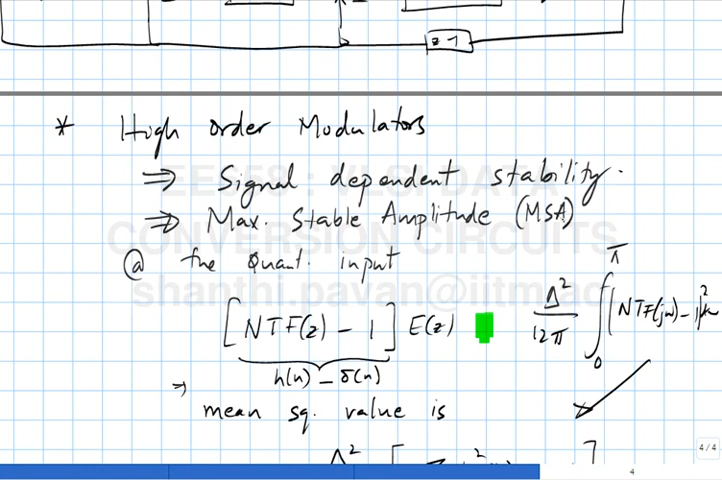 z-1
* High order Modulators
EE658: VLSI DATA
⇒ Signal dependent stability.
⇒ Max. Stable Amplitude (MSA)
CONVERSION CIRCUITS
@ the Quant. input
shanthi.pavan@iitm.ac
[NTF(z) - 1] E(z)
Δ²/12π ∫₀^π |NTF(jω) - 1|² dω
h(n) - δ(n)
⇒ mean sq. value is
Δ² [
4/4
4